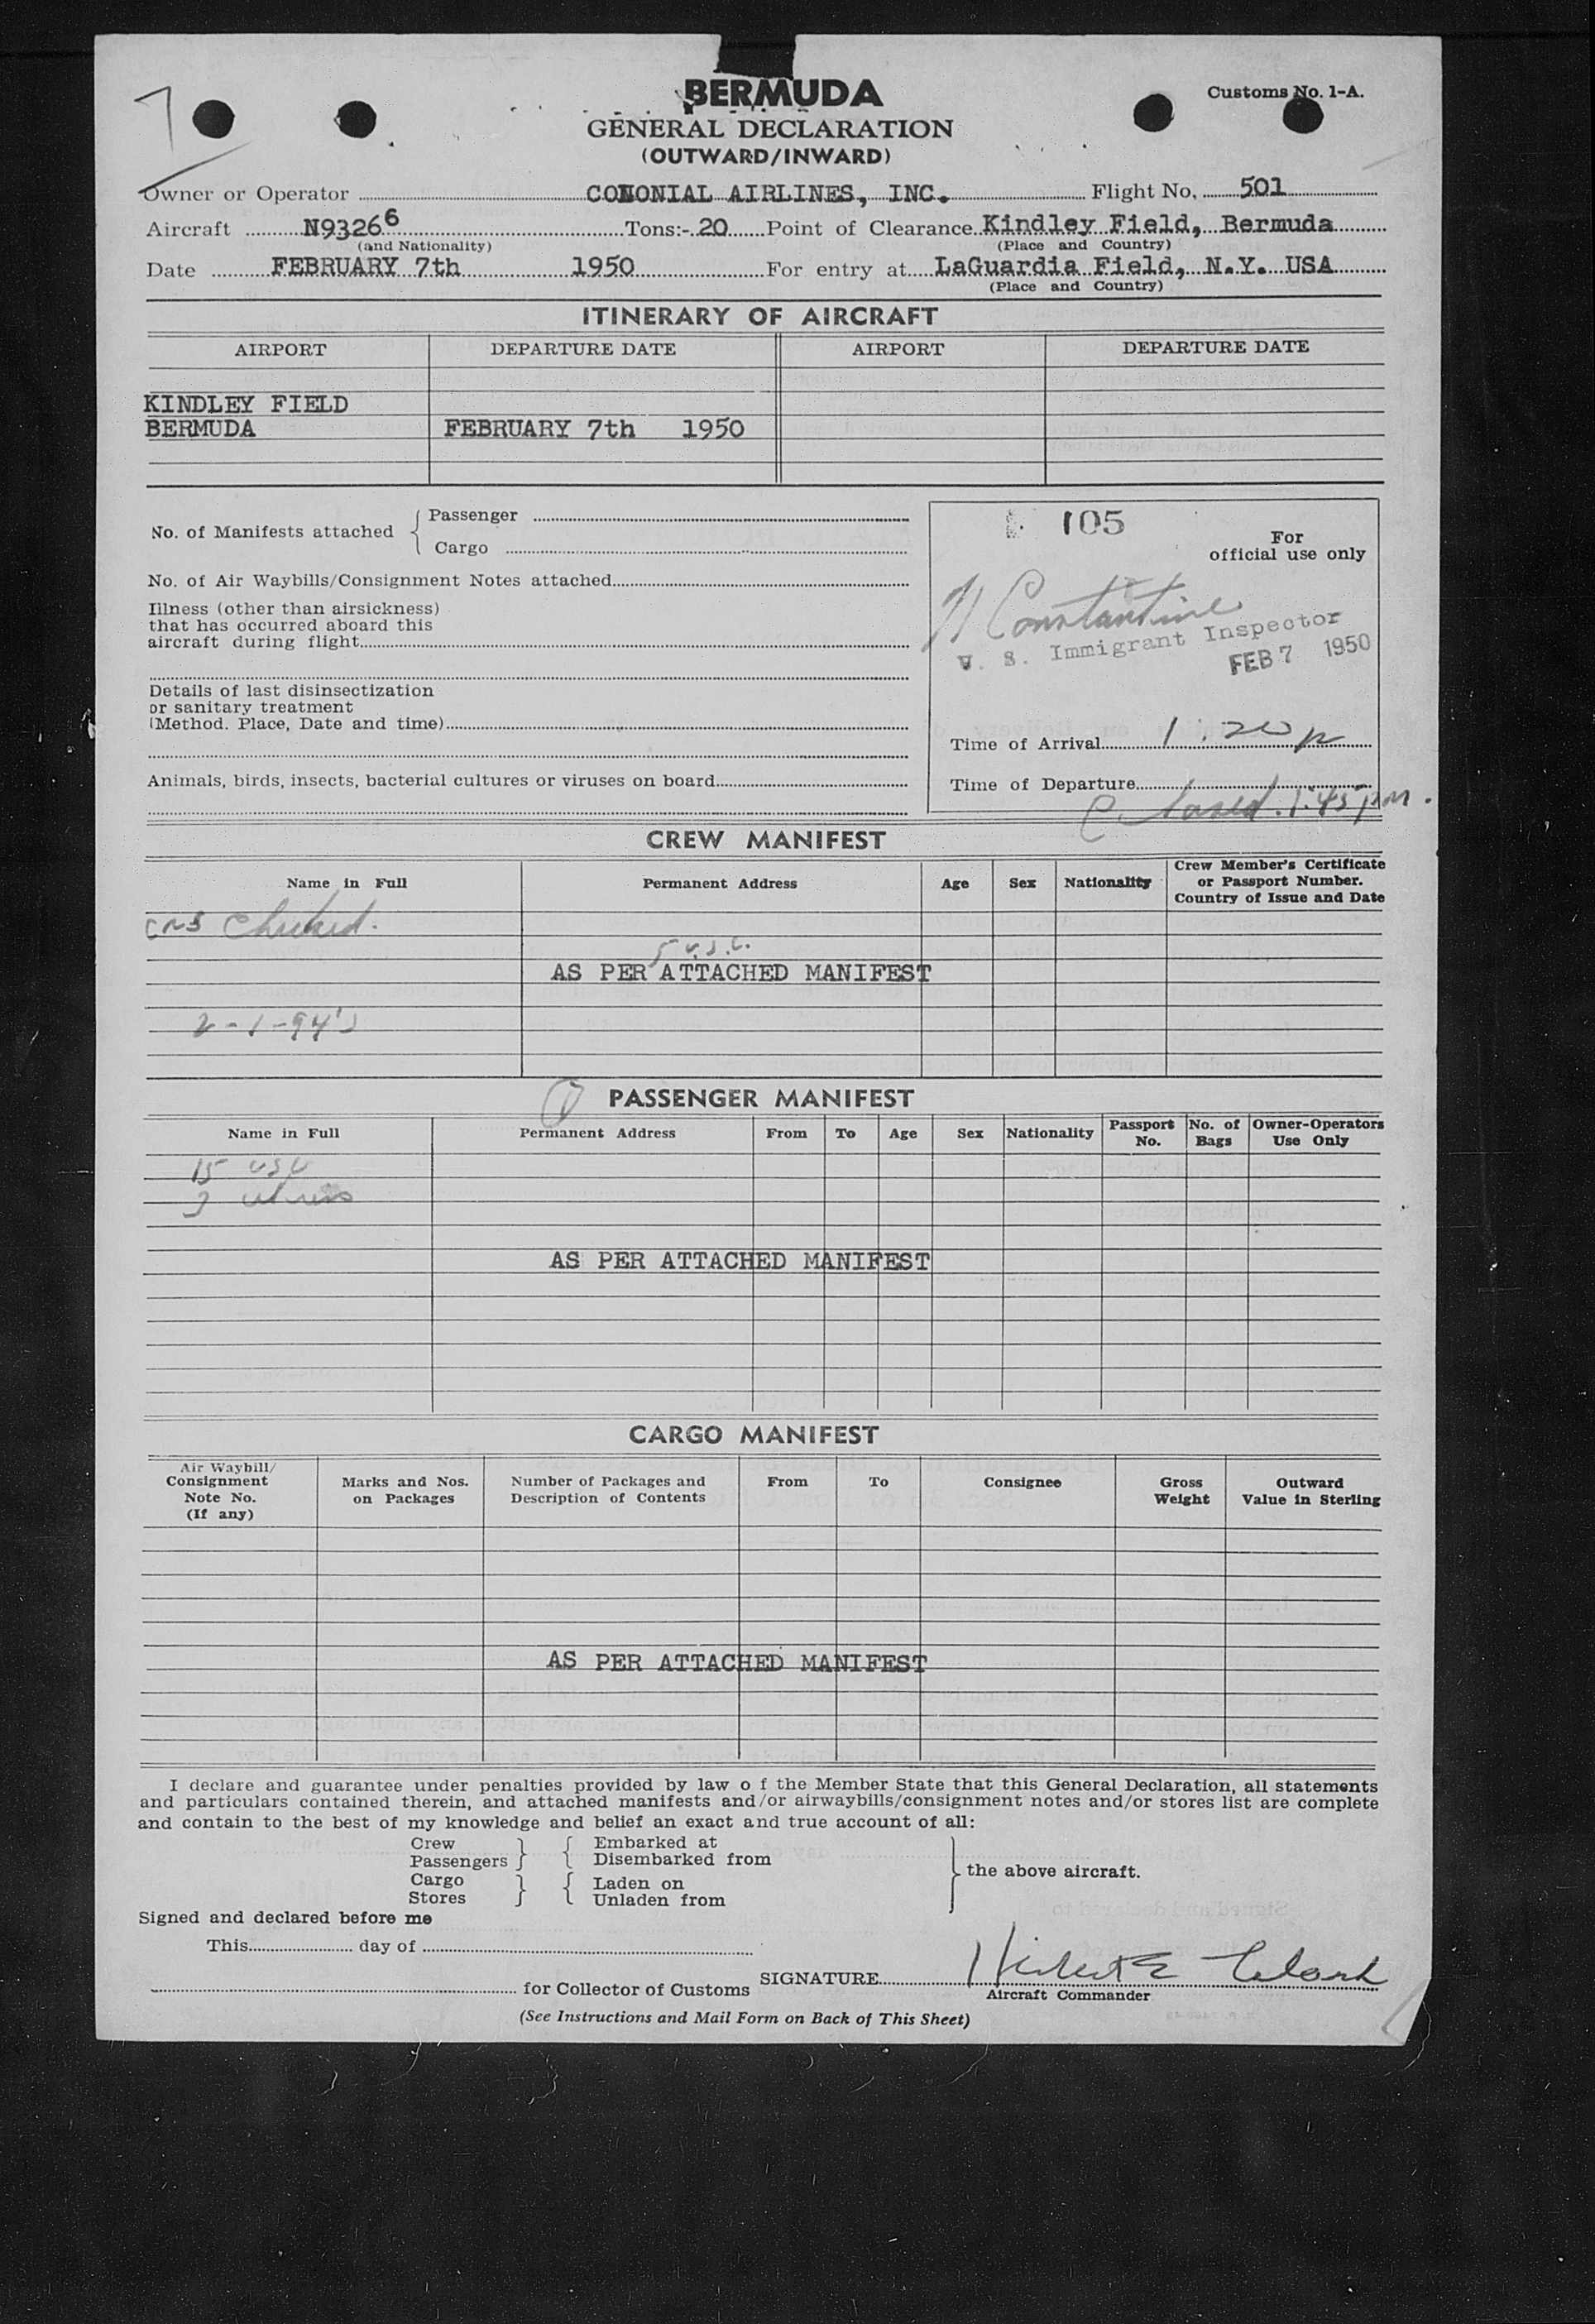 7
BERMUDA
Customs No. 1-A.
GENERAL DECLARATION
(OUTWARD/INWARD)
Owner or Operator COLONIAL AIRLINES, INC. Flight No. 501
Aircraft N93266 Tons:- 20 Point of Clearance Kindley Field, Bermuda
(and Nationality) (Place and Country)
Date FEBRUARY 7th 1950 For entry at LaGuardia Field, N.Y. USA
(Place and Country)
ITINERARY OF AIRCRAFT
AIRPORT DEPARTURE DATE AIRPORT DEPARTURE DATE
KINDLEY FIELD
BERMUDA FEBRUARY 7th 1950
No. of Manifests attached
Passenger
Cargo
No. of Air Waybills/Consignment Notes attached
Illness (other than airsickness)
that has occurred aboard this
aircraft during flight
Details of last disinsectization
or sanitary treatment
(Method. Place, Date and time)
Animals, birds, insects, bacterial cultures or viruses on board
105
For
official use only
Constantine
U. S. Immigrant Inspector
FEB 7 1950
Time of Arrival 1:20 p
Time of Departure
1:45 pm.
CREW MANIFEST
Name in Full Permanent Address Age Sex Nationality Crew Member's Certificate
or Passport Number.
Country of Issue and Date
5 U.S.C.
AS PER ATTACHED MANIFEST
PASSENGER MANIFEST
Name in Full Permanent Address From To Age Sex Nationality Passport No. No. of Bags Owner-Operators Use Only
15 USC
3
AS PER ATTACHED MANIFEST
CARGO MANIFEST
Air Waybill/ Consignment Note No. (If any) Marks and Nos. on Packages Number of Packages and Description of Contents From To Consignee Gross Weight Outward Value in Sterling
AS PER ATTACHED MANIFEST
I declare and guarantee under penalties provided by law o f the Member State that this General Declaration, all statements
and particulars contained therein, and attached manifests and/or airwaybills/consignment notes and/or stores list are complete
and contain to the best of my knowledge and belief an exact and true account of all:
Crew Embarked at
Passengers Disembarked from
the above aircraft.
Cargo Laden on
Stores Unladen from
Signed and declared before me
This day of
for Collector of Customs SIGNATURE Clark
Aircraft Commander
(See Instructions and Mail Form on Back of This Sheet)